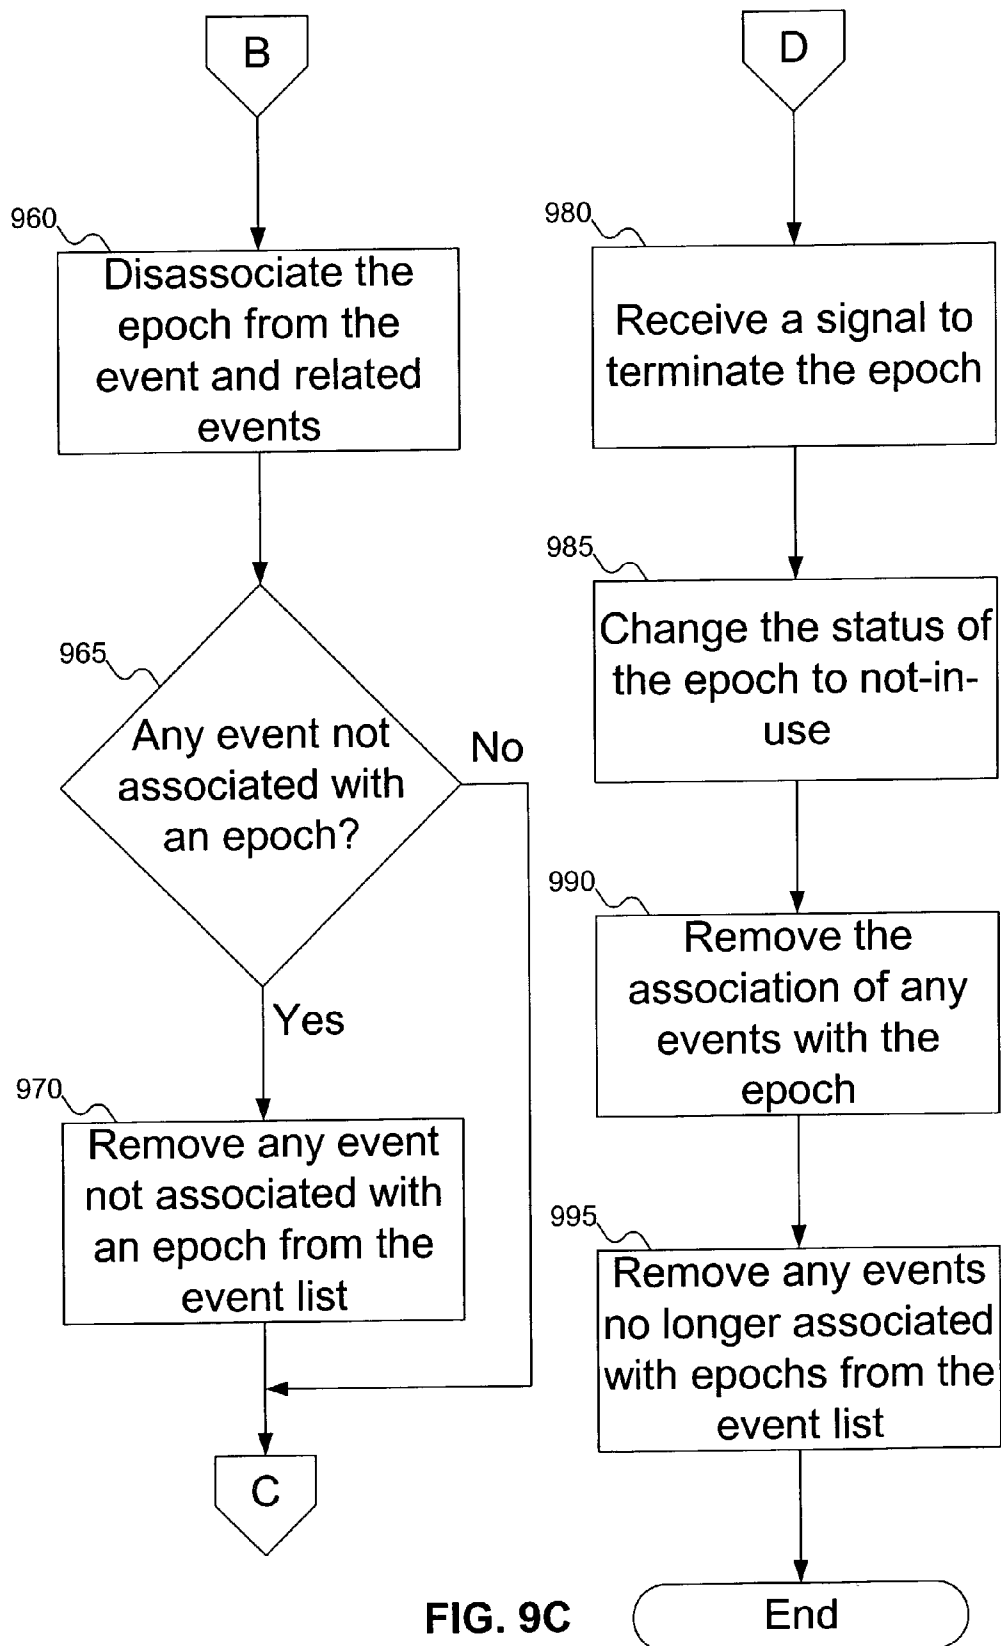 B
960
Disassociate the
epoch from the
event and related
events
965
Any event not
associated with
an epoch?
No
Yes
970
Remove any event
not associated with
an epoch from the
event list
C
D
980
Receive a signal to
terminate the epoch
985
Change the status of
the epoch to not-in-
use
990
Remove the
association of any
events with the
epoch
995
Remove any events
no longer associated
with epochs from the
event list
End
FIG. 9C